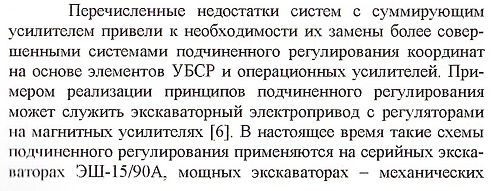 Перечисленные недостатки систем с суммирующим
усилителем привели к необходимости их замены более совер-
шенными системами подчиненного регулирования координат
на основе элементов УБСР и операционных усилителей. При-
мером реализации принципов подчиненного регулирования
может служить экскаваторный электропривод с регуляторами
на магнитных усилителях [6]. В настоящее время такие схемы
подчиненного регулирования применяются на серийных экска-
ваторах ЭШ-15/90А, мощных экскаваторах – механических